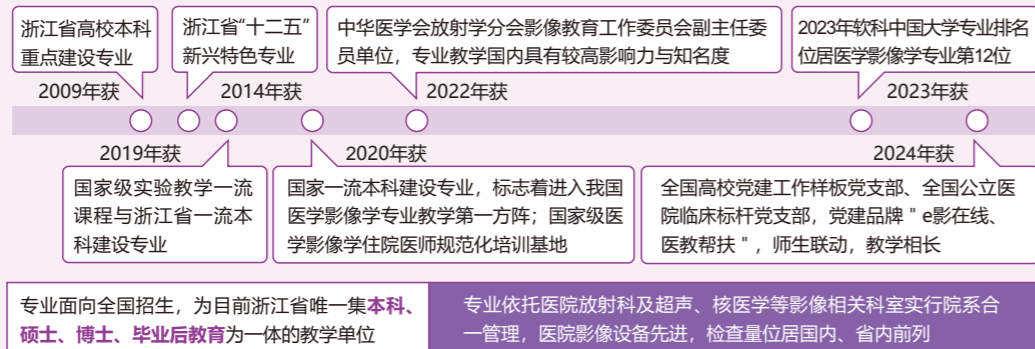 浙江省高校本科
重点建设专业
2009年获
浙江省“十二五”
新兴特色专业
2014年获
中华医学会放射学分会影像教育工作委员会副主任委
员单位，专业教学国内具有较高影响力与知名度
2022年获
2023年软科中国大学专业排名
位居医学影像学专业第12位
2023年获
2019年获
国家级实验教学一流
课程与浙江省一流本
科建设专业
2020年获
国家一流本科建设专业，标志着进入我国
医学影像学专业教学第一方阵；国家级医
学影像学住院医师规范化培训基地
2024年获
全国高校党建工作样板党支部、全国公立医
院临床标杆党支部，党建品牌＂e影在线、
医教帮扶＂，师生联动，教学相长
专业面向全国招生，为目前浙江省唯一集本科、
硕士、博士、毕业后教育为一体的教学单位
专业依托医院放射科及超声、核医学等影像相关科室实行院系合
一管理，医院影像设备先进，检查量位居国内、省内前列